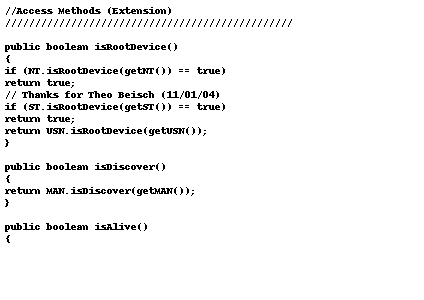 //Access Methods (Extension)
////////////////////////////////////////////////
public boolean isRootDevice()
{
if (NT.isRootDevice(getNT()) == true)
return true;
// Thanks for Theo Beisch (11/01/04)
if (ST.isRootDevice(getST()) == true)
return true;
return USN.isRootDevice(getUSN());
}
public boolean isDiscover()
{
return MAN.isDiscover(getMAN());
}
public boolean isAlive()
{